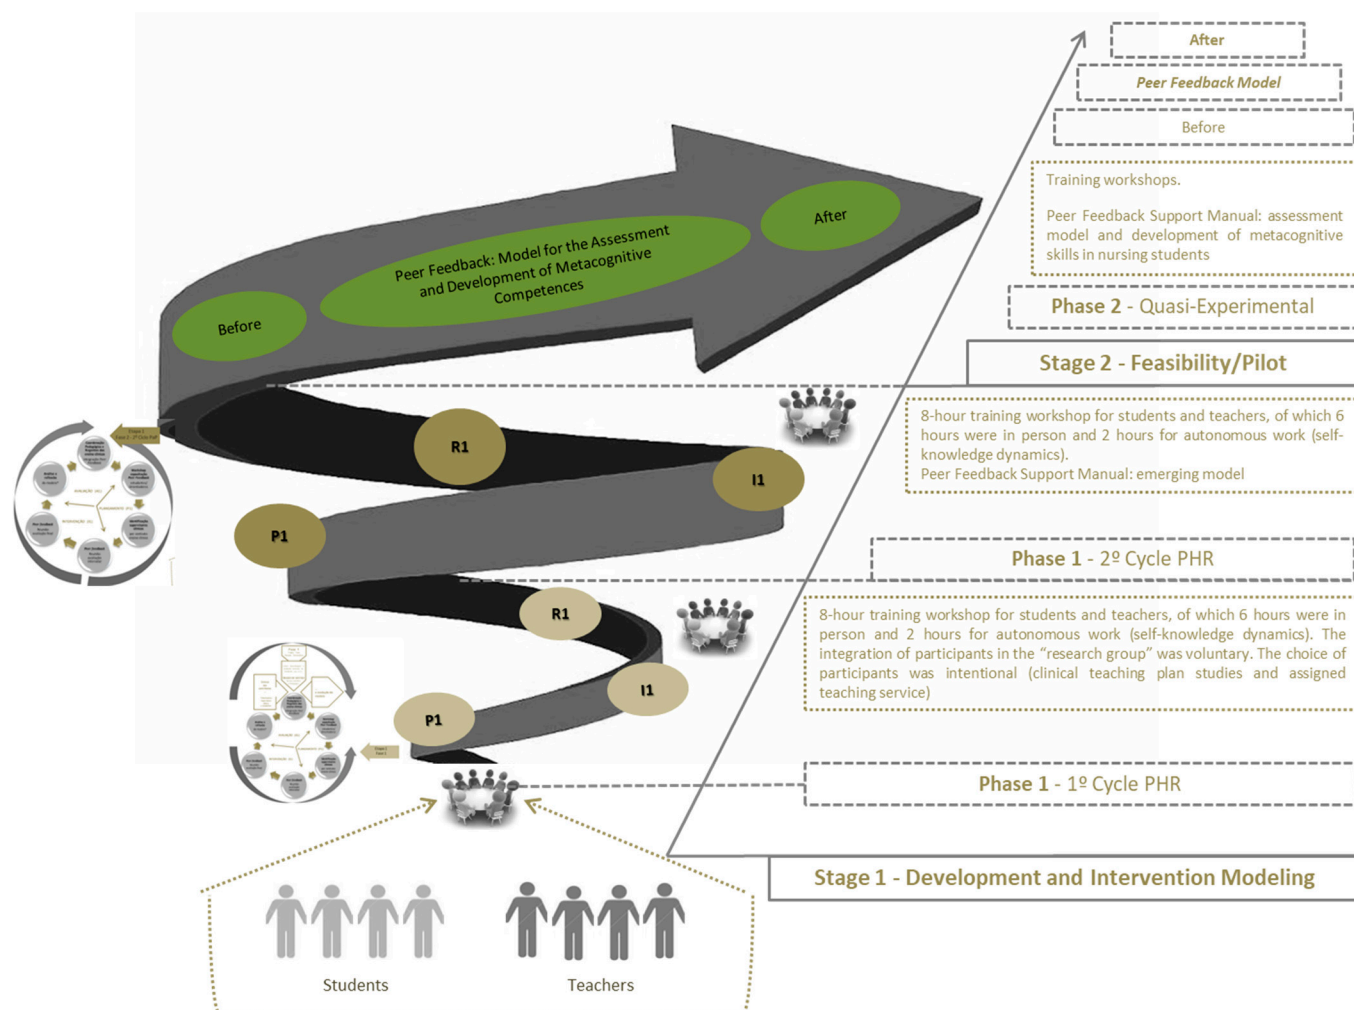 After
Peer Feedback Model
Before
Training workshops.
Peer Feedback Support Manual: assessment
model and development of metacognitive
skills in nursing students
Phase 2 - Quasi-Experimental
Stage 2 - Feasibility/Pilot
8-hour training workshop for students and teachers, of which 6
hours were in person and 2 hours for autonomous work (self-
knowledge dynamics).
Peer Feedback Support Manual: emerging model
Phase 1 - 2º Cycle PHR
8-hour training workshop for students and teachers, of which 6 hours were in
person and 2 hours for autonomous work (self-knowledge dynamics). The
integration of participants in the “research group” was voluntary. The choice of
participants was intentional (clinical teaching plan studies and assigned
teaching service)
Phase 1 - 1º Cycle PHR
Stage 1 - Development and Intervention Modeling
After
Peer Feedback: Model for the Assessment
and Development of Metacognitive
Competences
Before
R1
I1
P1
R1
I1
P1
Students
Teachers